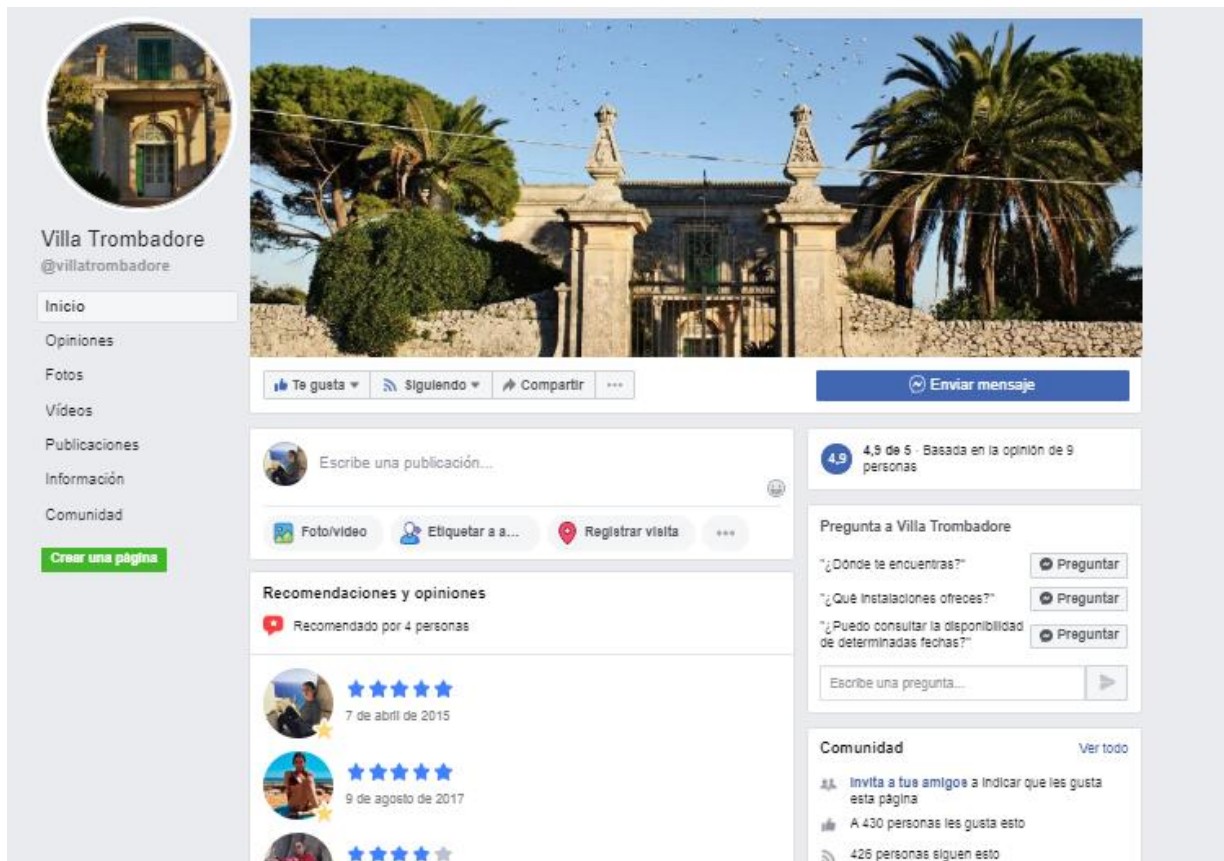 Villa Trombadore
@villatrombadore
Inicio
Opiniones
Fotos
Vídeos
Publicaciones
Información
Comunidad
Crear una página
Te gusta
Siguiendo
Compartir
Enviar mensaje
Escribe una publicación...
Foto/vídeo
Etiquetar a a...
Registrar visita
Recomendaciones y opiniones
Recomendado por 4 personas
7 de abril de 2015
9 de agosto de 2017
4,9
4,9 de 5 · Basada en la opinión de 9
personas
Pregunta a Villa Trombadore
"¿Dónde te encuentras?"
Preguntar
"¿Qué instalaciones ofreces?"
Preguntar
"¿Puedo consultar la disponibilidad
de determinadas fechas?"
Preguntar
Escribe una pregunta...
Comunidad
Ver todo
Invita a tus amigos a indicar que les gusta
esta página
A 430 personas les gusta esto
426 personas siguen esto